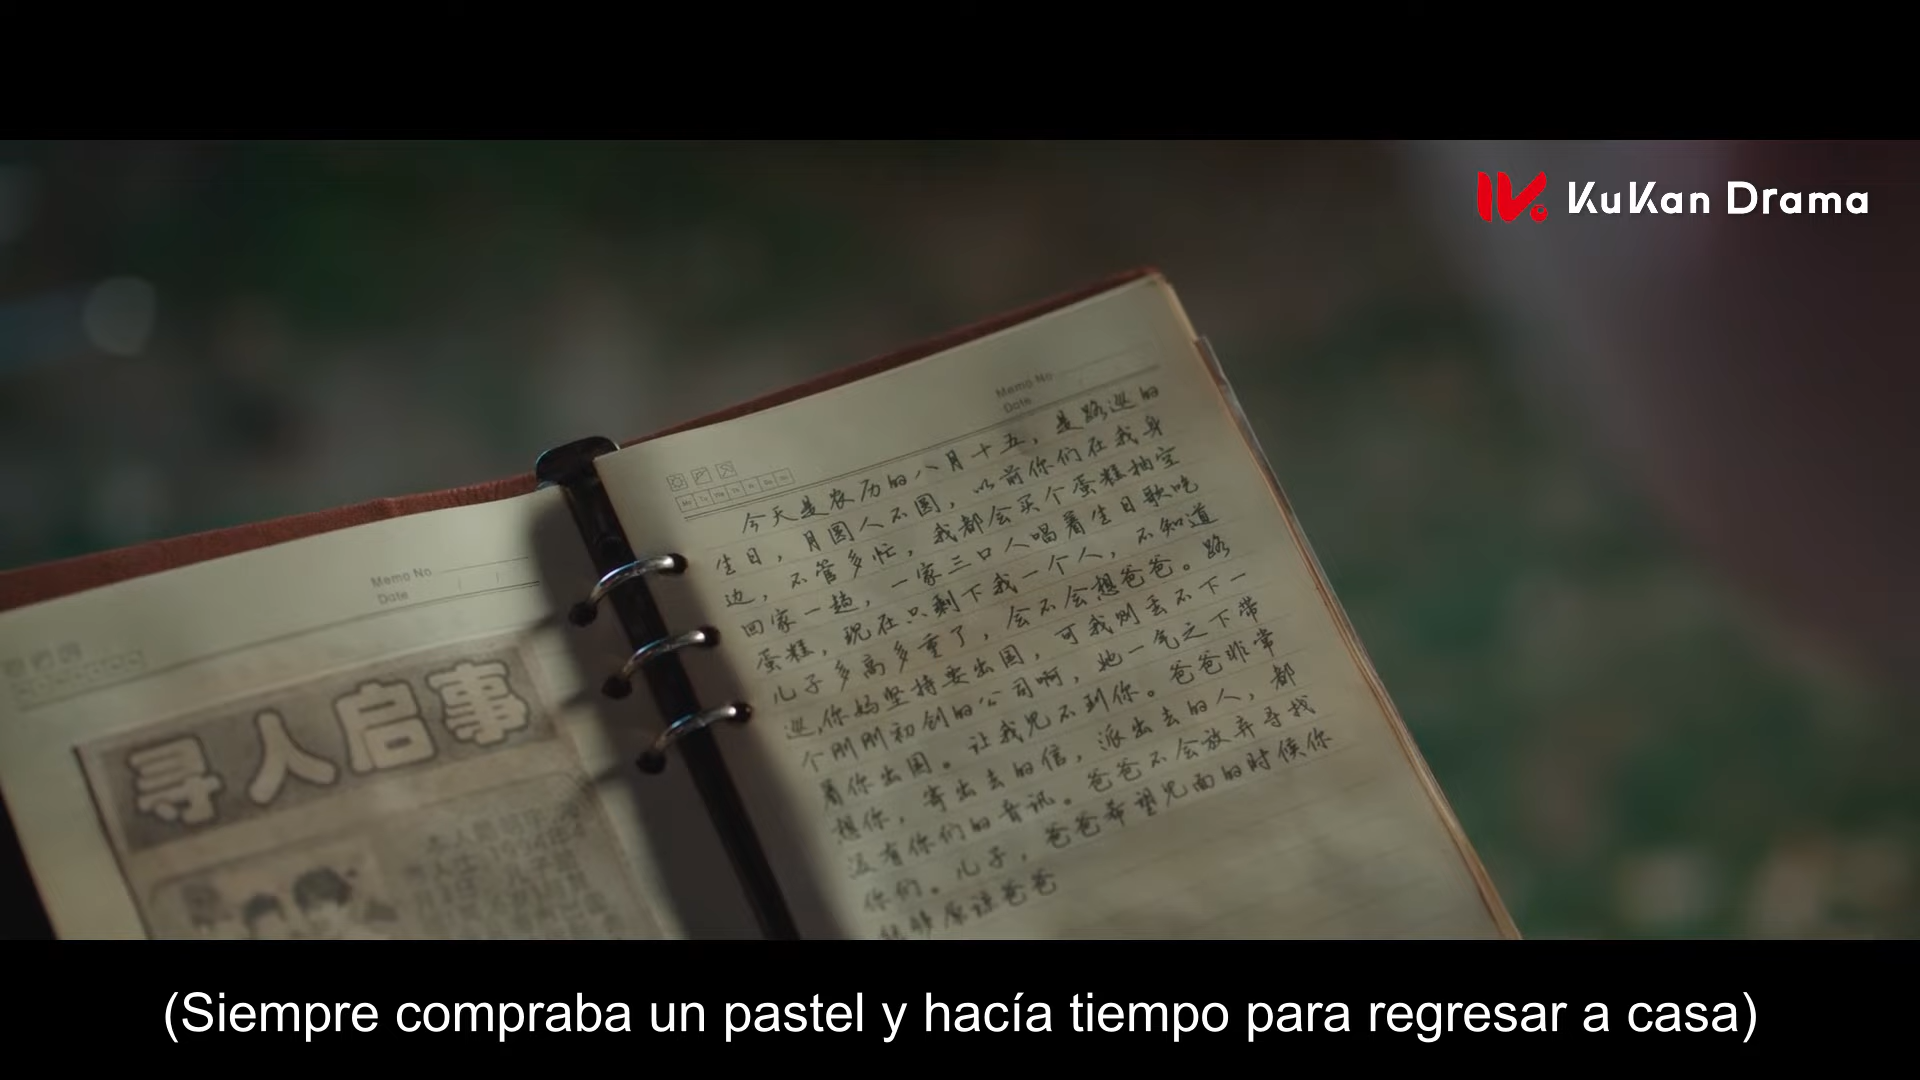 KuKan Drama
Memo No
Date
今天是农历的八月十五，是路巡的
生日，月圆人不圆，以前你们在我身
边，不管多忙，我都会买个蛋糕抽空
回家一趟，一家三口人唱着生日歌吃
蛋糕，现在只剩下我一个人，不知道
儿子多高多重了，会不会想爸爸。路
巡，你妈坚持要出国，可我刚丢不下一
个刚刚初创的公司啊，她一气之下带
着你出国。让我见不到你。爸爸非常
想你，寄出去的信，派出去的人，都
没有你们的音讯。爸爸不会放弃寻找
你们。儿子，爸爸希望见面的时候你
能够原谅爸爸
Memo No
Date
寻人启事
(Siempre compraba un pastel y hacía tiempo para regresar a casa)